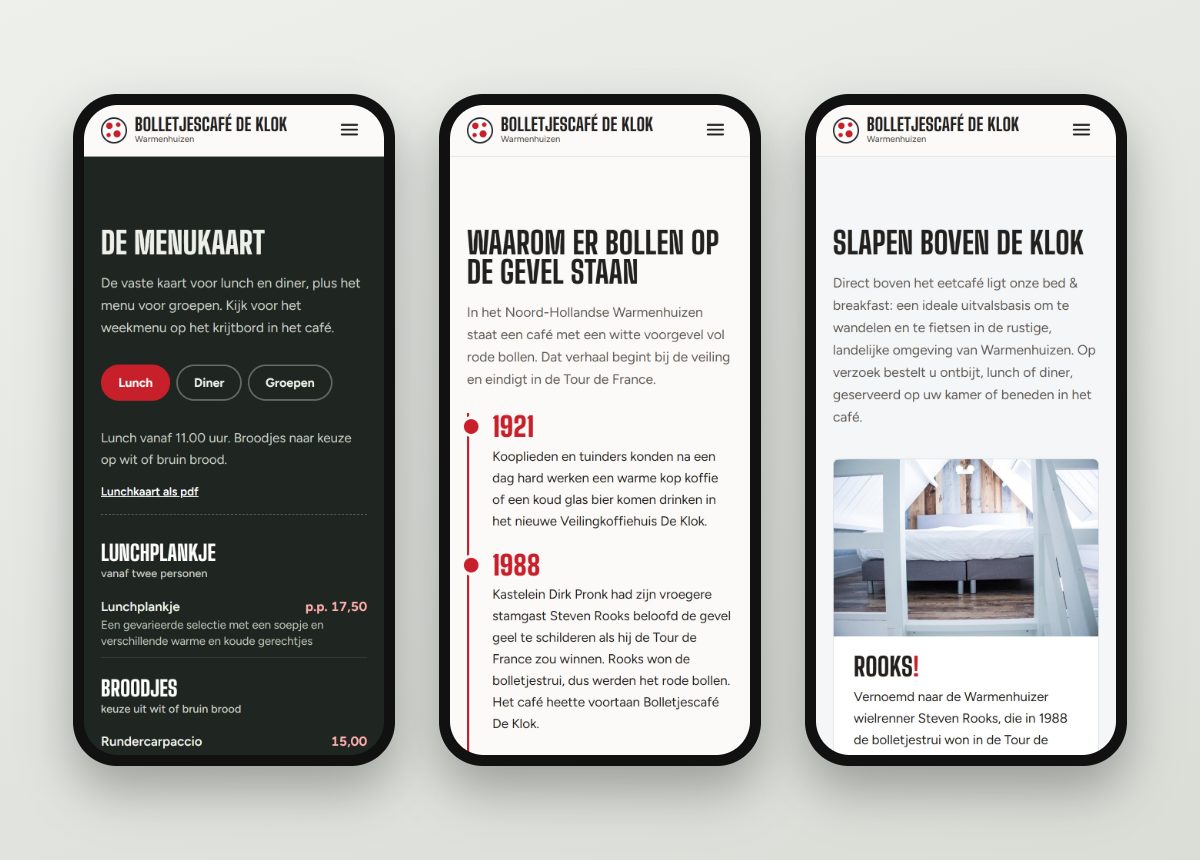 BOLLETJESCAFÉ DE KLOK
Warmenhuizen
DE MENUKAART
De vaste kaart voor lunch en diner, plus het
menu voor groepen. Kijk voor het
weekmenu op het krijtbord in het café.
Lunch
Diner
Groepen
Lunch vanaf 11.00 uur. Broodjes naar keuze
op wit of bruin brood.
Lunchkaart als pdf
LUNCHPLANKJE
vanaf twee personen
Lunchplankje p.p. 17,50
Een gevarieerde selectie met een soepje en
verschillende warme en koude gerechtjes
BROODJES
keuze uit wit of bruin brood
Rundercarpaccio 15,00
BOLLETJESCAFÉ DE KLOK
Warmenhuizen
WAAROM ER BOLLEN OP
DE GEVEL STAAN
In het Noord-Hollandse Warmenhuizen
staat een café met een witte voorgevel vol
rode bollen. Dat verhaal begint bij de veiling
en eindigt in de Tour de France.
1921
Kooplieden en tuinders konden na een
dag hard werken een warme kop koffie
of een koud glas bier komen drinken in
het nieuwe Veilingkoffiehuis De Klok.
1988
Kastelein Dirk Pronk had zijn vroegere
stamgast Steven Rooks beloofd de gevel
geel te schilderen als hij de Tour de
France zou winnen. Rooks won de
bolletjestrui, dus werden het rode bollen.
Het café heette voortaan Bolletjescafé
De Klok.
BOLLETJESCAFÉ DE KLOK
Warmenhuizen
SLAPEN BOVEN DE KLOK
Direct boven het eetcafé ligt onze bed &
breakfast: een ideale uitvalsbasis om te
wandelen en te fietsen in de rustige,
landelijke omgeving van Warmenhuizen. Op
verzoek bestelt u ontbijt, lunch of diner,
geserveerd op uw kamer of beneden in het
café.
ROOKS!
Vernoemd naar de Warmenhuizer
wielrenner Steven Rooks, die in 1988
de bolletjestrui won in de Tour de